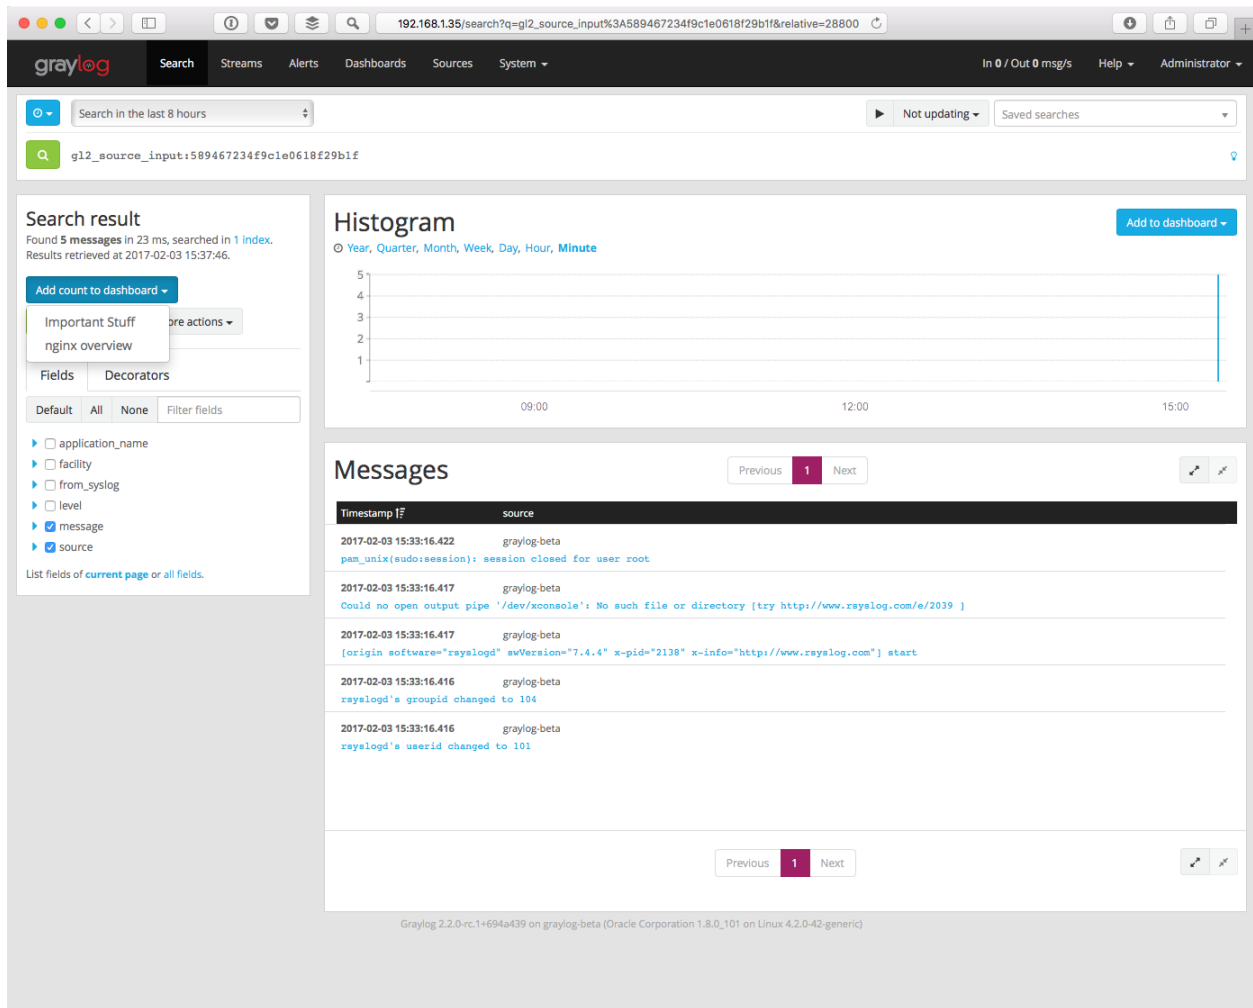 192.168.1.35/search?q=gl2_source_input%3A589467234f9c1e0618f29b1f&relative=28800
graylog Search Streams Alerts Dashboards Sources System In 0 / Out 0 msg/s Help Administrator
Search in the last 8 hours Not updating Saved searches
gl2_source_input:589467234f9c1e0618f29b1f
Search result
Found 5 messages in 23 ms, searched in 1 index.
Results retrieved at 2017-02-03 15:37:46.
Add count to dashboard
Important Stuff
ore actions
nginx overview
Fields Decorators
Default All None Filter fields
application_name
facility
from_syslog
level
message
source
List fields of current page or all fields.
Histogram
Add to dashboard
Year, Quarter, Month, Week, Day, Hour, Minute
5
4
3
2
1
09:00 12:00 15:00
Messages
Previous 1 Next
Timestamp source
2017-02-03 15:33:16.422 graylog-beta
pam_unix(sudo:session): session closed for user root
2017-02-03 15:33:16.417 graylog-beta
Could no open output pipe '/dev/xconsole': No such file or directory [try http://www.rsyslog.com/e/2039 ]
2017-02-03 15:33:16.417 graylog-beta
[origin software="rsyslogd" swVersion="7.4.4" x-pid="2138" x-info="http://www.rsyslog.com"] start
2017-02-03 15:33:16.416 graylog-beta
rsyslogd's groupid changed to 104
2017-02-03 15:33:16.416 graylog-beta
rsyslogd's userid changed to 101
Previous 1 Next
Graylog 2.2.0-rc.1+694a439 on graylog-beta (Oracle Corporation 1.8.0_101 on Linux 4.2.0-42-generic)